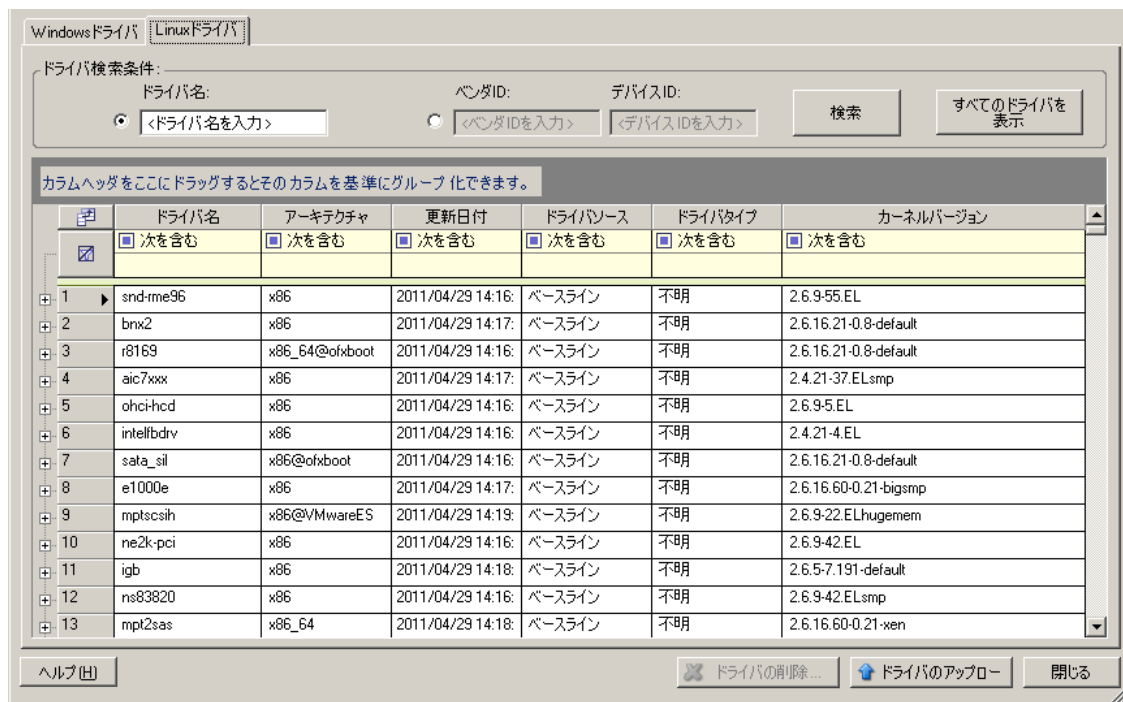 Windowsドライバ Linuxドライバ
ドライバ検索条件:
ドライバ名: ベンダID: デバイスID:
<ドライバ名を入力> <ベンダIDを入力> <デバイスIDを入力> 検索 すべてのドライバを
表示
カラムヘッダをここにドラッグするとそのカラムを基準にグループ化できます。
ドライバ名 アーキテクチャ 更新日付 ドライバソース ドライバタイプ カーネルバージョン
次を含む 次を含む 次を含む 次を含む 次を含む 次を含む
1 snd-rme96 x86 2011/04/29 14:16: ベースライン 不明 2.6.9-55.EL
2 bnx2 x86 2011/04/29 14:17: ベースライン 不明 2.6.16.21-0.8-default
3 r8169 x86_64@ofxboot 2011/04/29 14:16: ベースライン 不明 2.6.16.21-0.8-default
4 aic7xxx x86 2011/04/29 14:17: ベースライン 不明 2.4.21-37.ELsmp
5 ohci-hcd x86 2011/04/29 14:16: ベースライン 不明 2.6.9-5.EL
6 intelfbdrv x86 2011/04/29 14:16: ベースライン 不明 2.4.21-4.EL
7 sata_sil x86@ofxboot 2011/04/29 14:16: ベースライン 不明 2.6.16.21-0.8-default
8 e1000e x86 2011/04/29 14:17: ベースライン 不明 2.6.16.60-0.21-bigsmp
9 mptscsih x86@VMwareES 2011/04/29 14:19: ベースライン 不明 2.6.9-22.ELhugemem
10 ne2k-pci x86 2011/04/29 14:16: ベースライン 不明 2.6.9-42.EL
11 igb x86 2011/04/29 14:18: ベースライン 不明 2.6.5-7.191-default
12 ns83820 x86 2011/04/29 14:16: ベースライン 不明 2.6.9-42.ELsmp
13 mpt2sas x86_64 2011/04/29 14:18: ベースライン 不明 2.6.16.60-0.21-xen
ヘルプ(H) ドライバの削除... ドライバのアップロー 閉じる